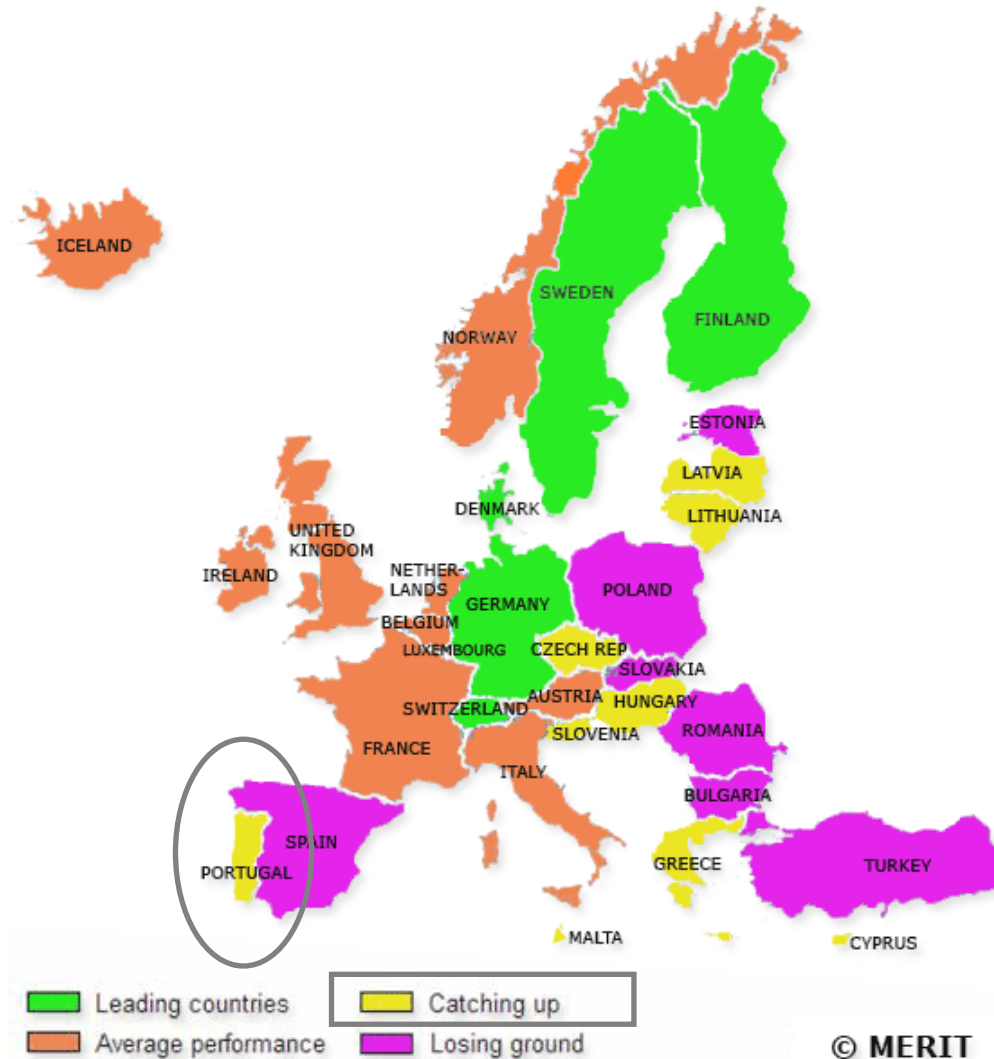 ICELAND
SWEDEN
FINLAND
NORWAY
ESTONIA
LATVIA
DENMARK
LITHUANIA
UNITED
KINGDOM
IRELAND
NETHER-
LANDS
GERMANY
POLAND
BELGIUM
LUXEMBOURG
CZECH REP
SLOVAKIA
AUSTRIA
HUNGARY
SWITZERLAND
SLOVENIA
ROMANIA
FRANCE
ITALY
BULGARIA
SPAIN
PORTUGAL
GREECE
TURKEY
MALTA
CYPRUS
Leading countries
Catching up
Average performance
Losing ground
© MERIT